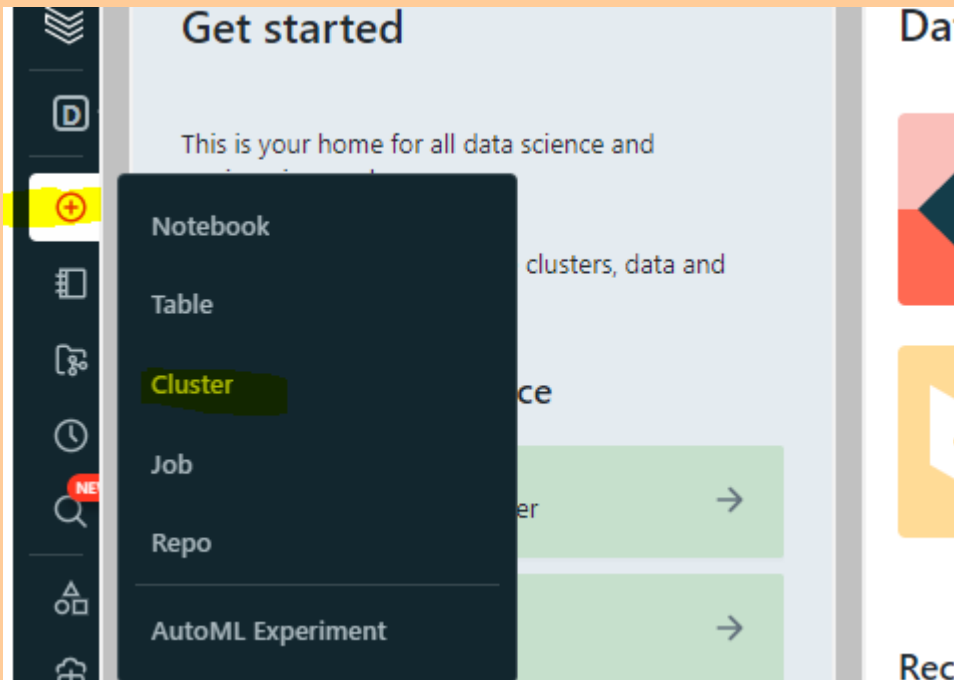 Get started
Da
D
This is your home for all data science and
Notebook
clusters, data and
Table
Cluster
ce
Job
NE
er
Repo
AutoML Experiment
Rec